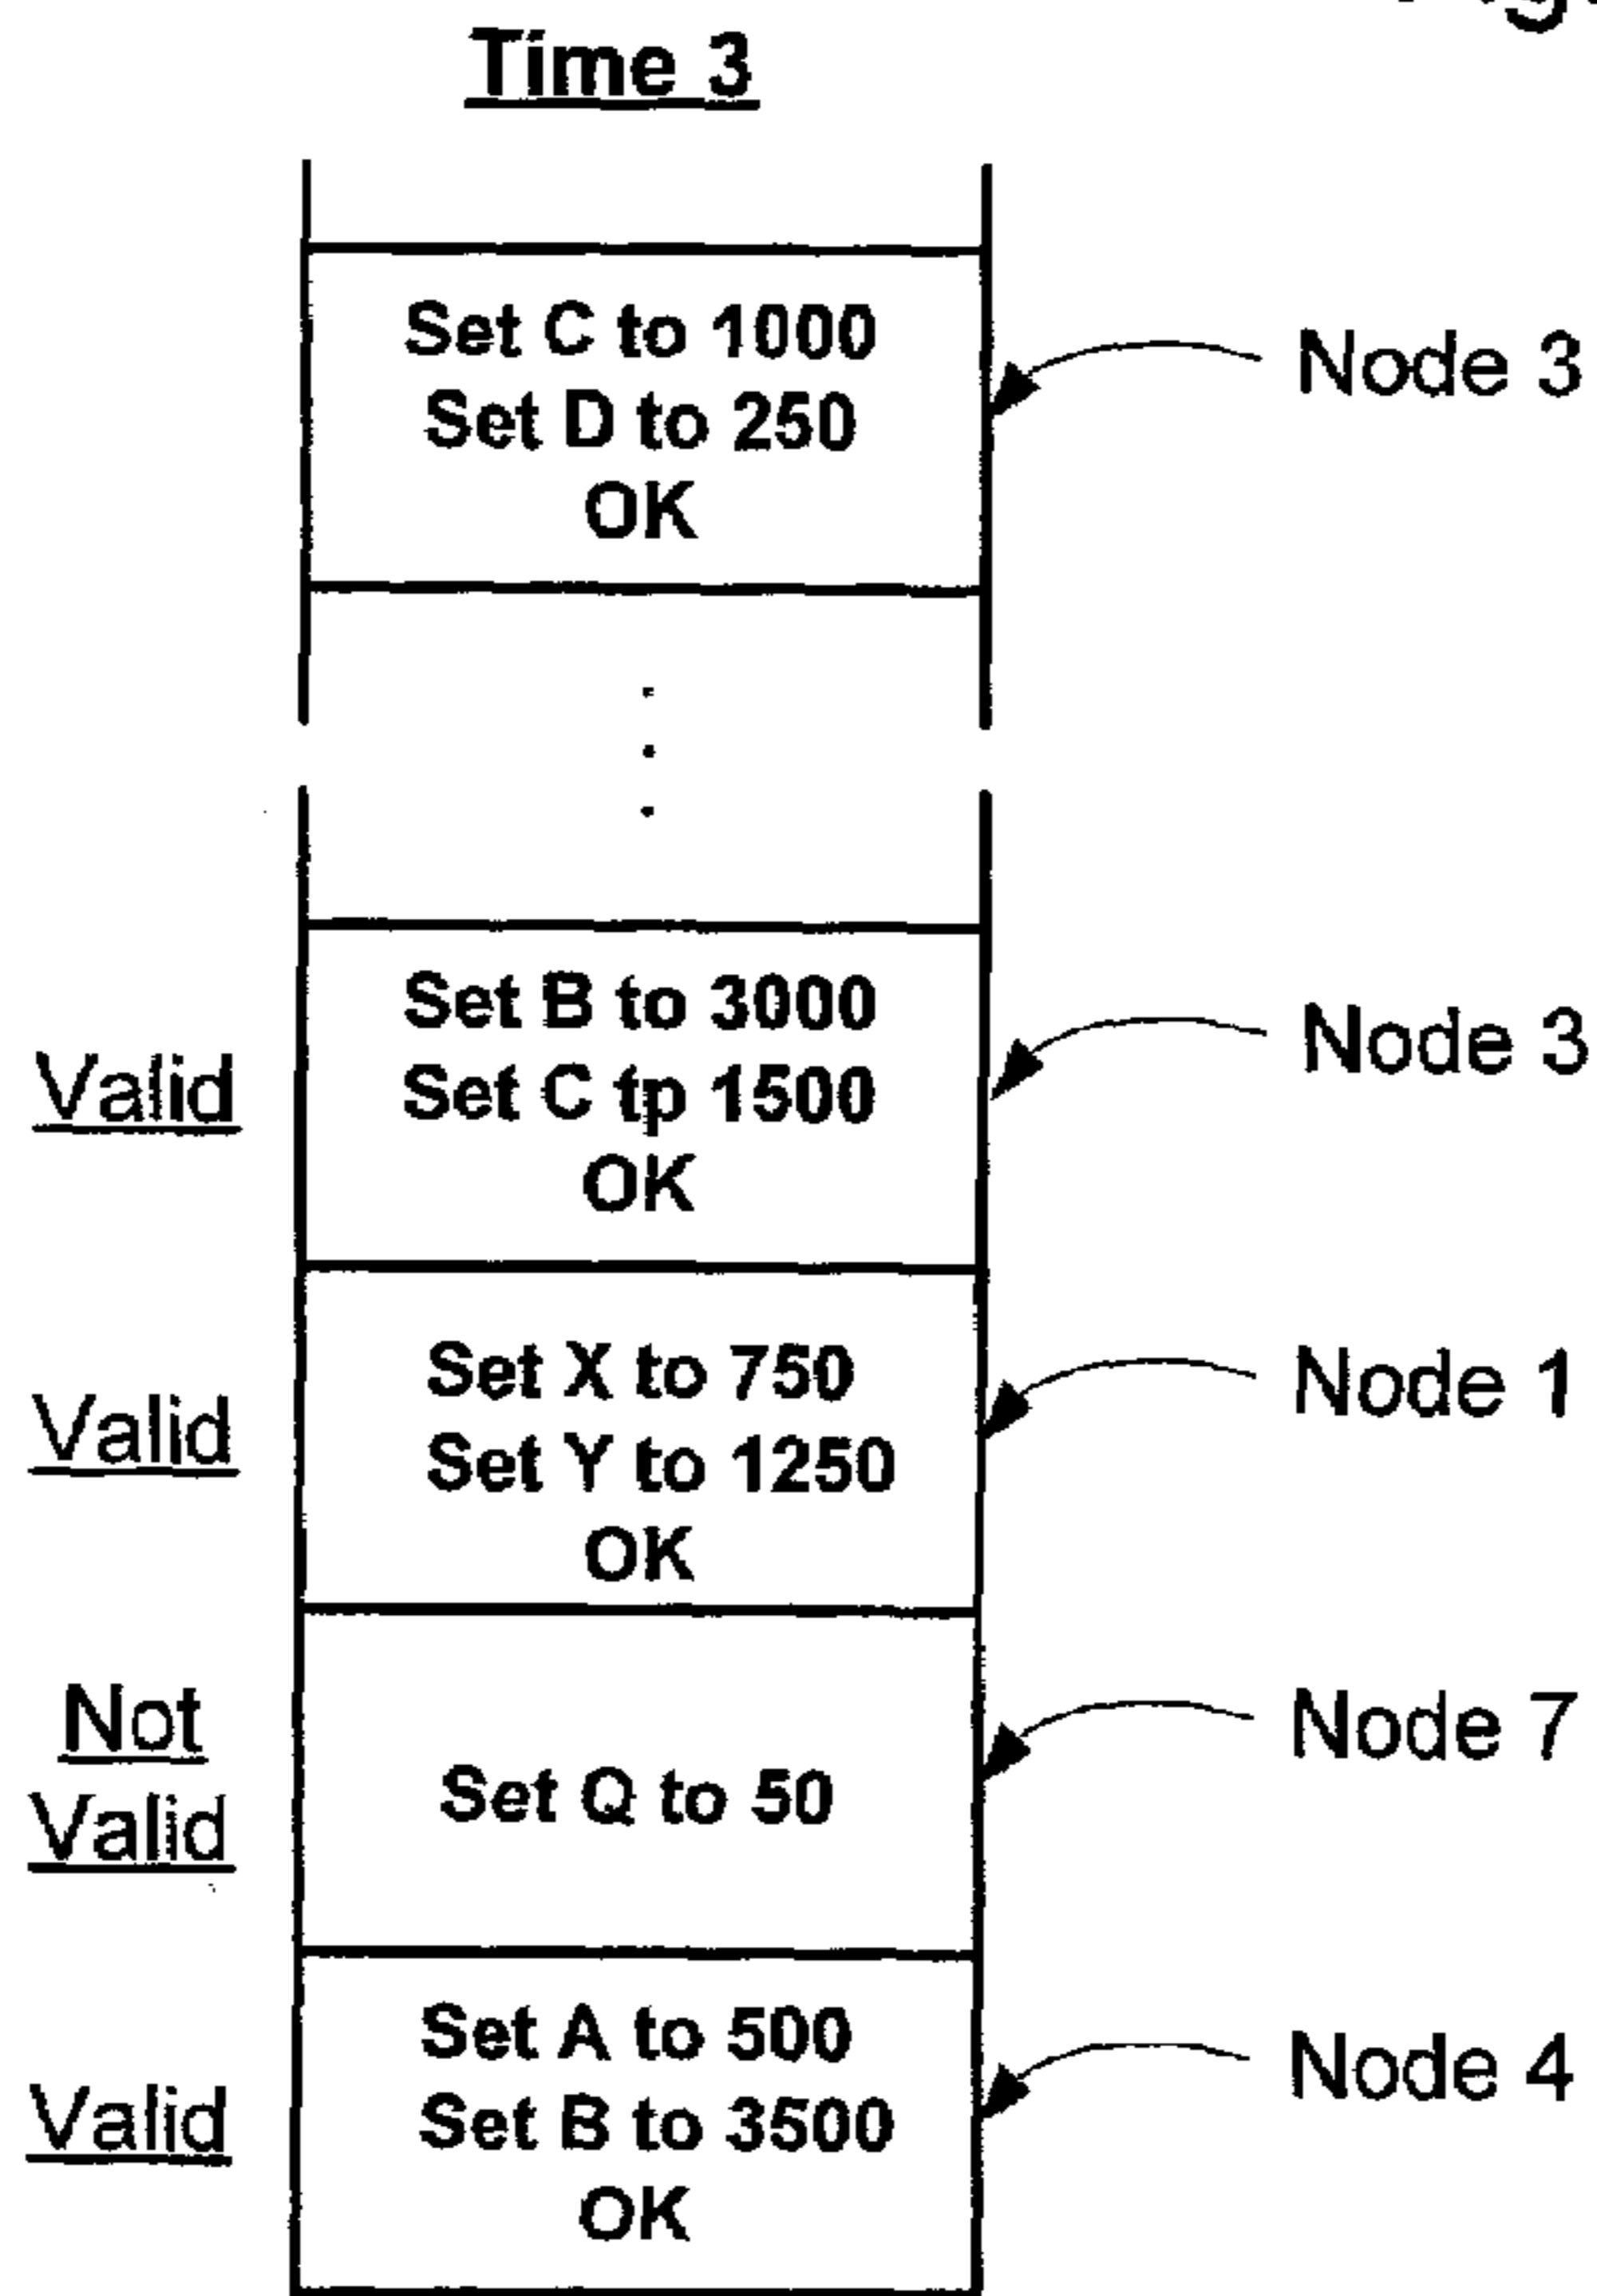 Time 3
Set C to 1000
Set D to 250
OK
Node 3
Valid
Set B to 3000
Set C tp 1500
OK
Node 3
Valid
Set X to 750
Set Y to 1250
OK
Node 1
Not
Valid
Set Q to 50
Node 7
Valid
Set A to 500
Set B to 3500
OK
Node 4